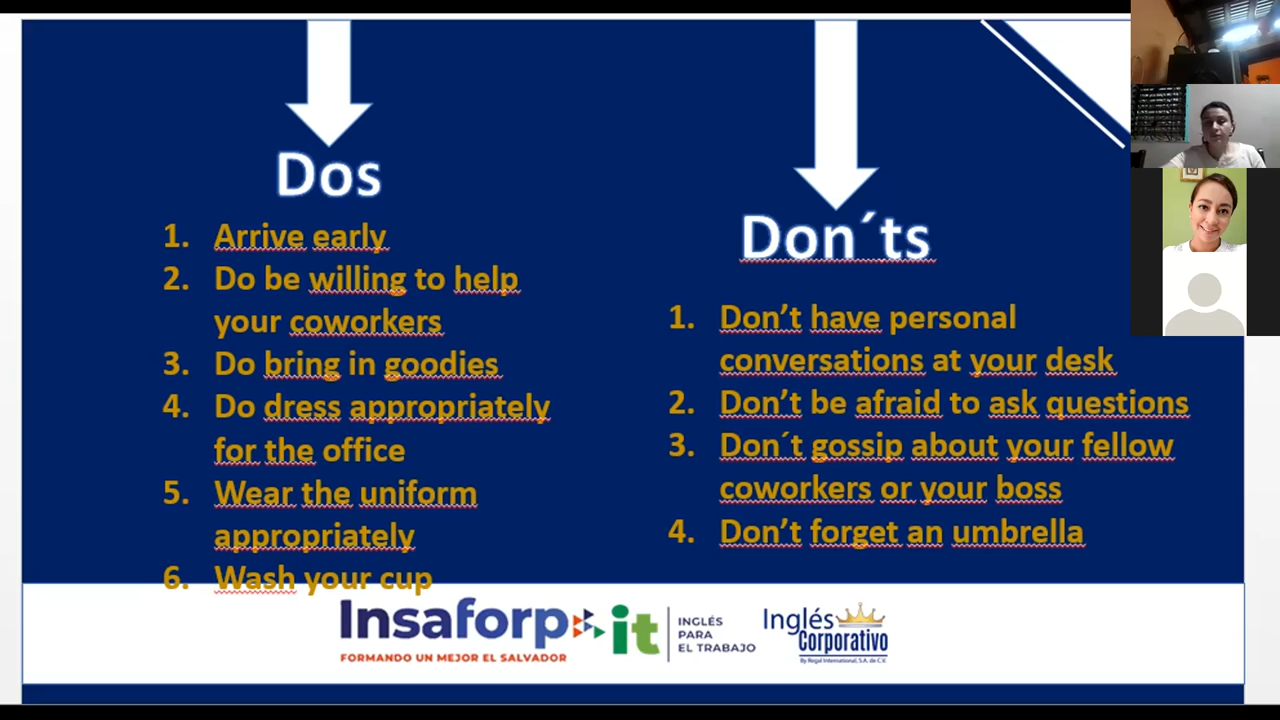 Dos
1. Arrive early
2. Do be willing to help
your coworkers
3. Do bring in goodies
4. Do dress appropriately
for the office
5. Wear the uniform
appropriately
6. Wash your cup
Don´ts
1. Don’t have personal
conversations at your desk
2. Don’t be afraid to ask questions
3. Don´t gossip about your fellow
coworkers or your boss
4. Don’t forget an umbrella
Insaforp
FORMANDO UN MEJOR EL SALVADOR
it
INGLÉS
PARA
EL TRABAJO
Inglés
Corporativo
By Regal International, S.A. de C.V.